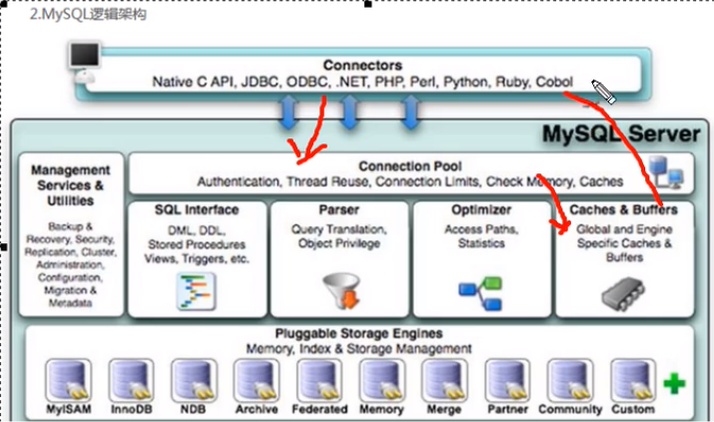 2.MySQL逻辑架构
Connectors
Native C API, JDBC, ODBC, .NET, PHP, Perl, Python, Ruby, Cobol
MySQL Server
Management
Services &
Utilities
Backup &
Recovery, Security,
Replication, Cluster,
Administration,
Configuration,
Migration &
Metadata
Connection Pool
Authentication, Thread Reuse, Connection Limits, Check Memory, Caches
SQL Interface
DML, DDL,
Stored Procedures
Views, Triggers, etc.
Parser
Query Translation,
Object Privilege
Optimizer
Access Paths,
Statistics
Caches & Buffers
Global and Engine
Specific Caches &
Buffers
Pluggable Storage Engines
Memory, Index & Storage Management
MyISAM InnoDB NDB Archive Federated Memory Merge Partner Community Custom